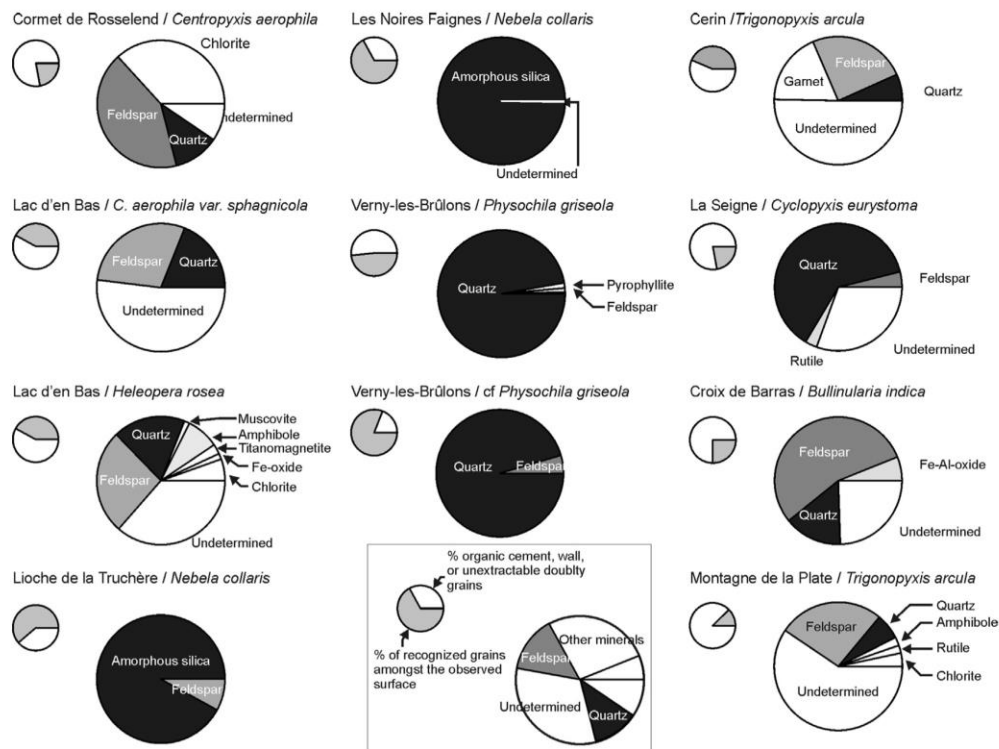 Cormet de Rosselend / Centropyxis aerophila
Chlorite
Feldspar
Quartz
ndetermined
Les Noires Faignes / Nebela collaris
Amorphous silica
Undetermined
Cerin /Trigonopyxis arcula
Feldspar
Garnet
Quartz
Undetermined
Lac d'en Bas / C. aerophila var. sphagnicola
Feldspar
Quartz
Undetermined
Verny-les-Brûlons / Physochila griseola
Quartz
Pyrophyllite
Feldspar
La Seigne / Cyclopyxis eurystoma
Quartz
Feldspar
Rutile
Undetermined
Lac d'en Bas / Heleopera rosea
Muscovite
Quartz
Amphibole
Titanomagnetite
Fe-oxide
Feldspar
Chlorite
Undetermined
Verny-les-Brûlons / cf Physochila griseola
Quartz
Feldspar
Croix de Barras / Bullinularia indica
Feldspar
Fe-Al-oxide
Quartz
Undetermined
Lioche de la Truchère / Nebela collaris
Amorphous silica
Feldspar
% organic cement, wall,
or unextractable doublty
grains
% of recognized grains
amongst the observed
surface
Other minerals
Feldspar
Undetermined
Quartz
Montagne de la Plate / Trigonopyxis arcula
Quartz
Feldspar
Amphibole
Rutile
Chlorite
Undetermined